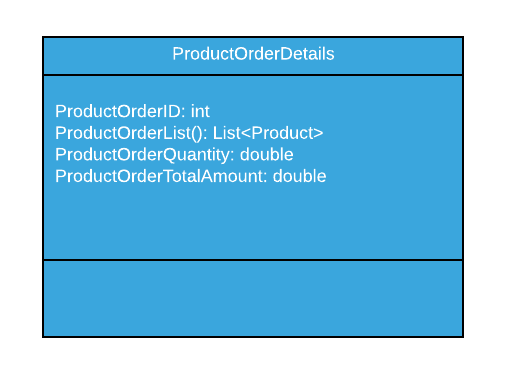 ProductOrderDetails
ProductOrderID: int
ProductOrderList(): List<Product>
ProductOrderQuantity: double
ProductOrderTotalAmount: double